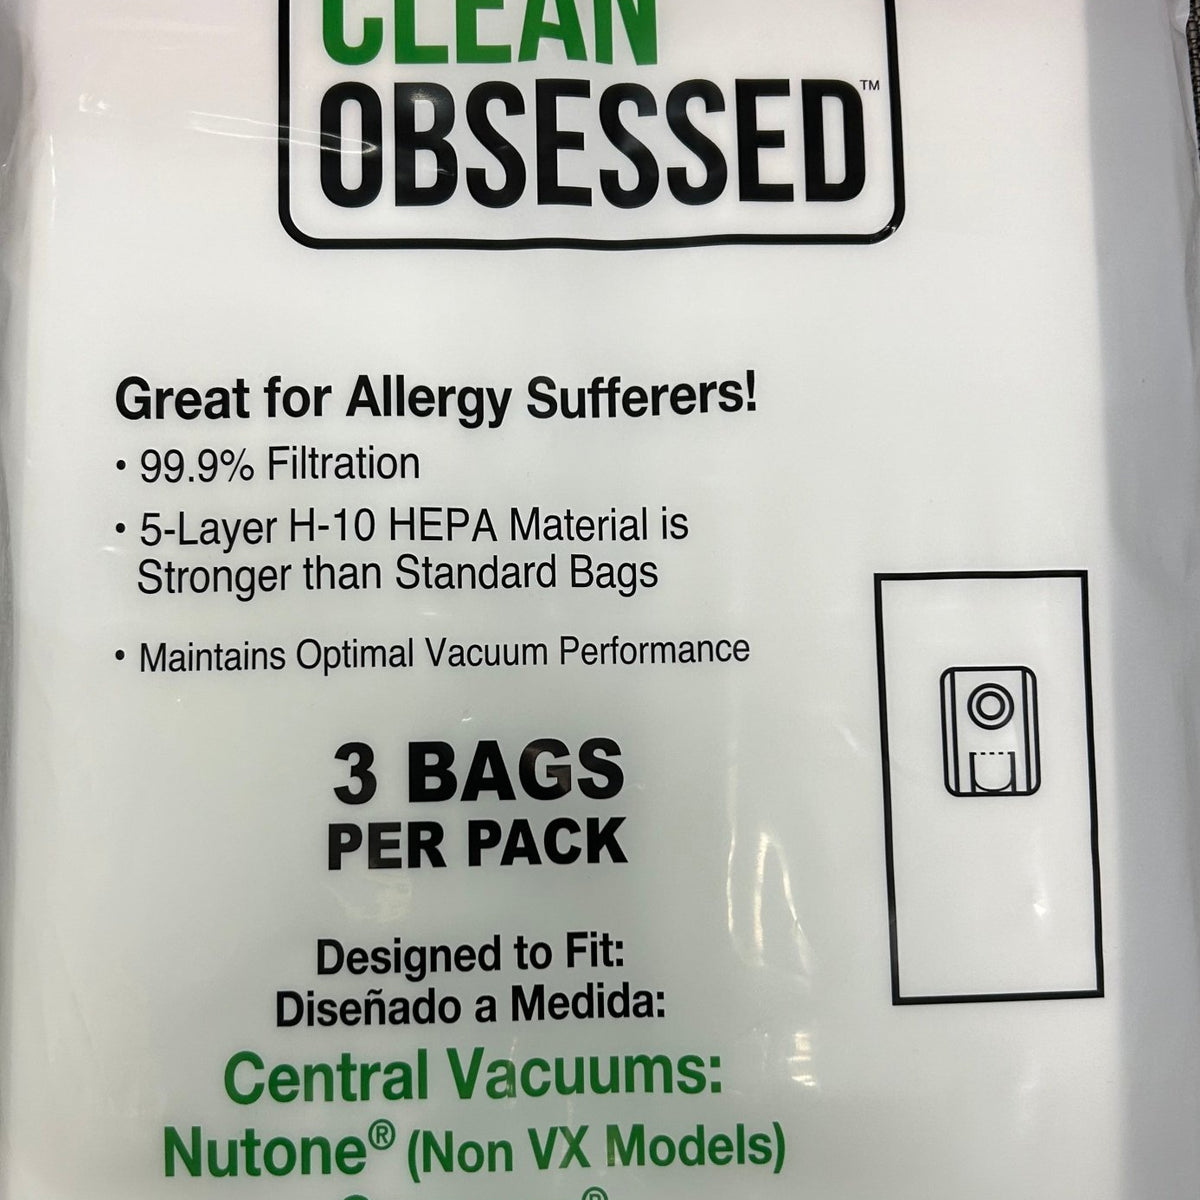 CLEAN
OBSESSED™
Great for Allergy Sufferers!
• 99.9% Filtration
• 5-Layer H-10 HEPA Material is
Stronger than Standard Bags
• Maintains Optimal Vacuum Performance
3 BAGS
PER PACK
Designed to Fit:
Diseñado a Medida:
Central Vacuums:
Nutone® (Non VX Models)